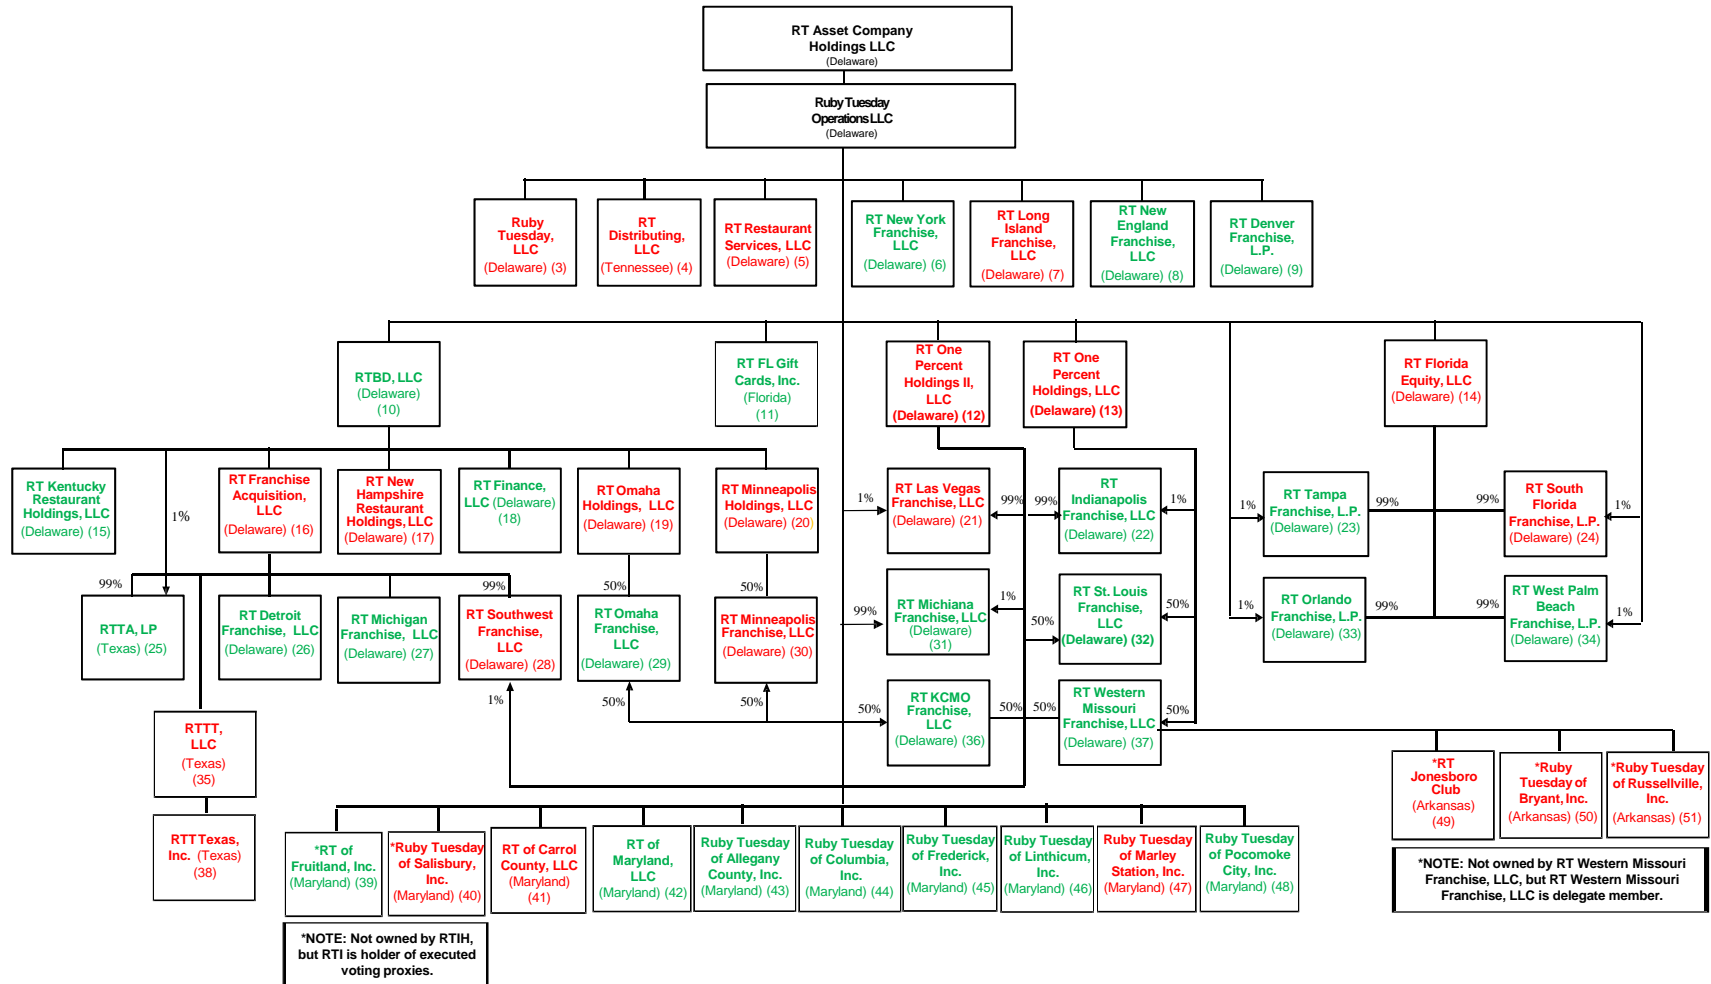 RT Asset Company
Holdings LLC
(Delaware)
Ruby Tuesday
Operations LLC
(Delaware)
Ruby
Tuesday,
LLC
(Delaware) (3)
RT
Distributing,
LLC
(Tennessee) (4)
RT Restaurant
Services, LLC
(Delaware) (5)
RT New York
Franchise,
LLC
(Delaware) (6)
RT Long
Island
Franchise,
LLC
(Delaware) (7)
RT New
England
Franchise,
LLC
(Delaware) (8)
RT Denver
Franchise,
L.P.
(Delaware) (9)
RTBD, LLC
(Delaware)
(10)
RT FL Gift
Cards, Inc.
(Florida)
(11)
RT One
Percent
Holdings II,
LLC
(Delaware) (12)
RT One
Percent
Holdings, LLC
(Delaware) (13)
RT Florida
Equity, LLC
(Delaware) (14)
RT Kentucky
Restaurant
Holdings, LLC
(Delaware) (15)
1%
RT Franchise
Acquisition,
LLC
(Delaware) (16)
RT New
Hampshire
Restaurant
Holdings, LLC
(Delaware) (17)
RT Finance,
LLC (Delaware)
(18)
RT Omaha
Holdings, LLC
(Delaware) (19)
RT Minneapolis
Holdings, LLC
(Delaware) (20)
1%
RT Las Vegas
Franchise, LLC
(Delaware) (21)
99%
99%
RT
Indianapolis
Franchise, LLC
(Delaware) (22)
1%
1%
RT Tampa
Franchise, L.P.
(Delaware) (23)
99%
99%
RT South
Florida
Franchise, L.P.
(Delaware) (24)
1%
99%
RTTA, LP
(Texas) (25)
RT Detroit
Franchise, LLC
(Delaware) (26)
RT Michigan
Franchise, LLC
(Delaware) (27)
99%
RT Southwest
Franchise,
LLC
(Delaware) (28)
1%
50%
RT Omaha
Franchise,
LLC
(Delaware) (29)
50%
50%
RT Minneapolis
Franchise, LLC
(Delaware) (30)
50%
99%
RT Michiana
Franchise, LLC
(Delaware)
(31)
1%
50%
RT St. Louis
Franchise,
LLC
(Delaware) (32)
50%
1%
RT Orlando
Franchise, L.P.
(Delaware) (33)
99%
99%
RT West Palm
Beach
Franchise, L.P.
(Delaware) (34)
1%
RTTT,
LLC
(Texas)
(35)
50%
RT KCMO
Franchise,
LLC
(Delaware) (36)
50%
50%
RT Western
Missouri
Franchise, LLC
(Delaware) (37)
50%
RTT Texas,
Inc. (Texas)
(38)
*RT of
Fruitland, Inc.
(Maryland) (39)
*Ruby Tuesday
of Salisbury,
Inc.
(Maryland) (40)
RT of Carrol
County, LLC
(Maryland)
(41)
RT of
Maryland,
LLC
(Maryland) (42)
Ruby Tuesday
of Allegany
County, Inc.
(Maryland) (43)
Ruby Tuesday
of Columbia,
Inc.
(Maryland) (44)
Ruby Tuesday
of Frederick,
Inc.
(Maryland) (45)
Ruby Tuesday
of Linthicum,
Inc.
(Maryland) (46)
Ruby Tuesday
of Marley
Station, Inc.
(Maryland) (47)
Ruby Tuesday
of Pocomoke
City, Inc.
(Maryland) (48)
*RT
Jonesboro
Club
(Arkansas)
(49)
*Ruby
Tuesday of
Bryant, Inc.
(Arkansas) (50)
*Ruby Tuesday
of Russellville,
Inc.
(Arkansas) (51)
*NOTE: Not owned by RT Western Missouri
Franchise, LLC, but RT Western Missouri
Franchise, LLC is delegate member.
*NOTE: Not owned by RTIH,
but RTI is holder of executed
voting proxies.